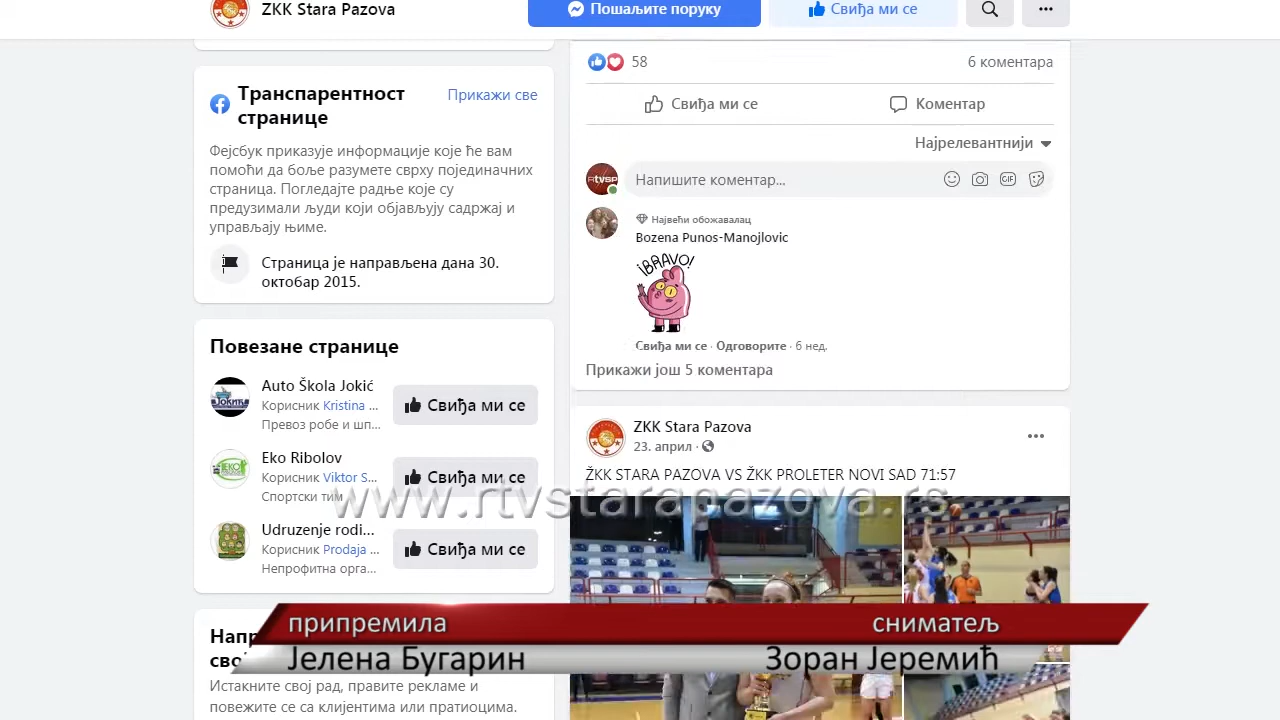 ZKK Stara Pazova
Пошаљите поруку
Свиђа ми се
Транспарентност
странице
Прикажи све
Фејсбук приказује информације које ће вам
помоћи да боље разумете сврху појединачних
страница. Погледајте радње које су
предузимали људи који објављују садржај и
управљају њиме.
Страница је направљена дана 30.
октобар 2015.
Повезане странице
Auto Škola Jokić
Корисник Kristina ...
Превоз робе и шп...
Свиђа ми се
Eko Ribolov
Корисник Viktor S...
Спортски тим
Свиђа ми се
Udruzenje rodi...
Корисник Prodaja ...
Непрофитна орга...
Свиђа ми се
Истакните свој рад, правите рекламе и
повежите се са клијентима или пратиоцима.
58
6 коментара
Свиђа ми се
Коментар
Најрелевантнији
RTVSP
Напишите коментар...
GIF
Највећи обожавалац
Bozena Punos-Manojlovic
¡BRAVO!
Свиђа ми се · Одговорите · 6 нед.
Прикажи још 5 коментара
ZKK Stara Pazova
23. април ·
ŽKK STARA PAZOVA VS ŽKK PROLETER NOVI SAD 71:57
www.rtvstarapazova.rs
припремила
сниматељ
Јелена Бугарин
Зоран Јеремић